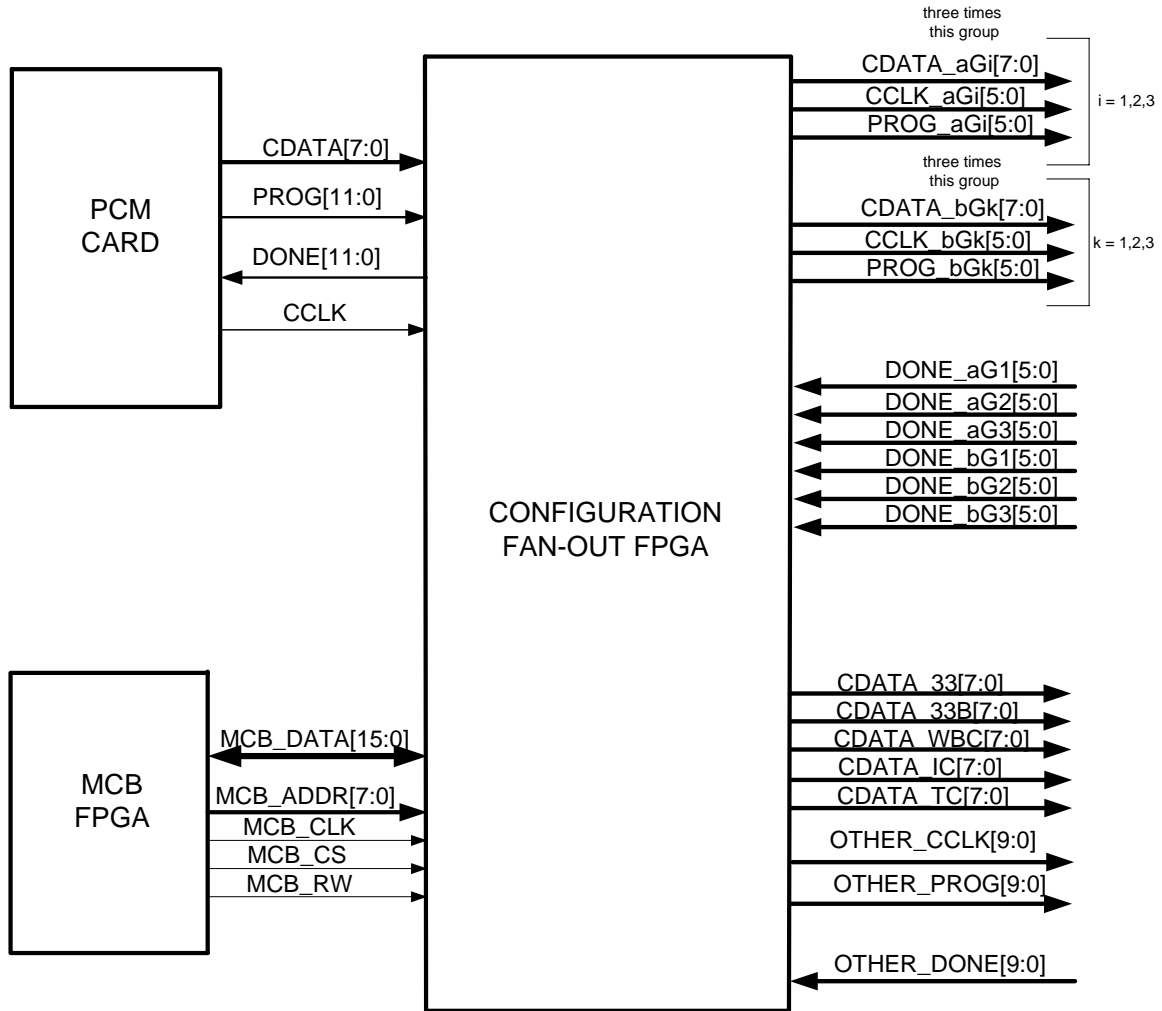 three times
this group
CDATA_aGi[7:0]
CCLK_aGi[5:0]
PROG_aGi[5:0]
i = 1,2,3
three times
this group
CDATA_bGk[7:0]
CCLK_bGk[5:0]
PROG_bGk[5:0]
k = 1,2,3
PCM
CARD
CDATA[7:0]
PROG[11:0]
DONE[11:0]
CCLK
DONE_aG1[5:0]
DONE_aG2[5:0]
DONE_aG3[5:0]
DONE_bG1[5:0]
DONE_bG2[5:0]
DONE_bG3[5:0]
CONFIGURATION
FAN-OUT FPGA
MCB
FPGA
MCB_DATA[15:0]
MCB_ADDR[7:0]
MCB_CLK
MCB_CS
MCB_RW
CDATA_33[7:0]
CDATA_33B[7:0]
CDATA_WBC[7:0]
CDATA_IC[7:0]
CDATA_TC[7:0]
OTHER_CCLK[9:0]
OTHER_PROG[9:0]
OTHER_DONE[9:0]